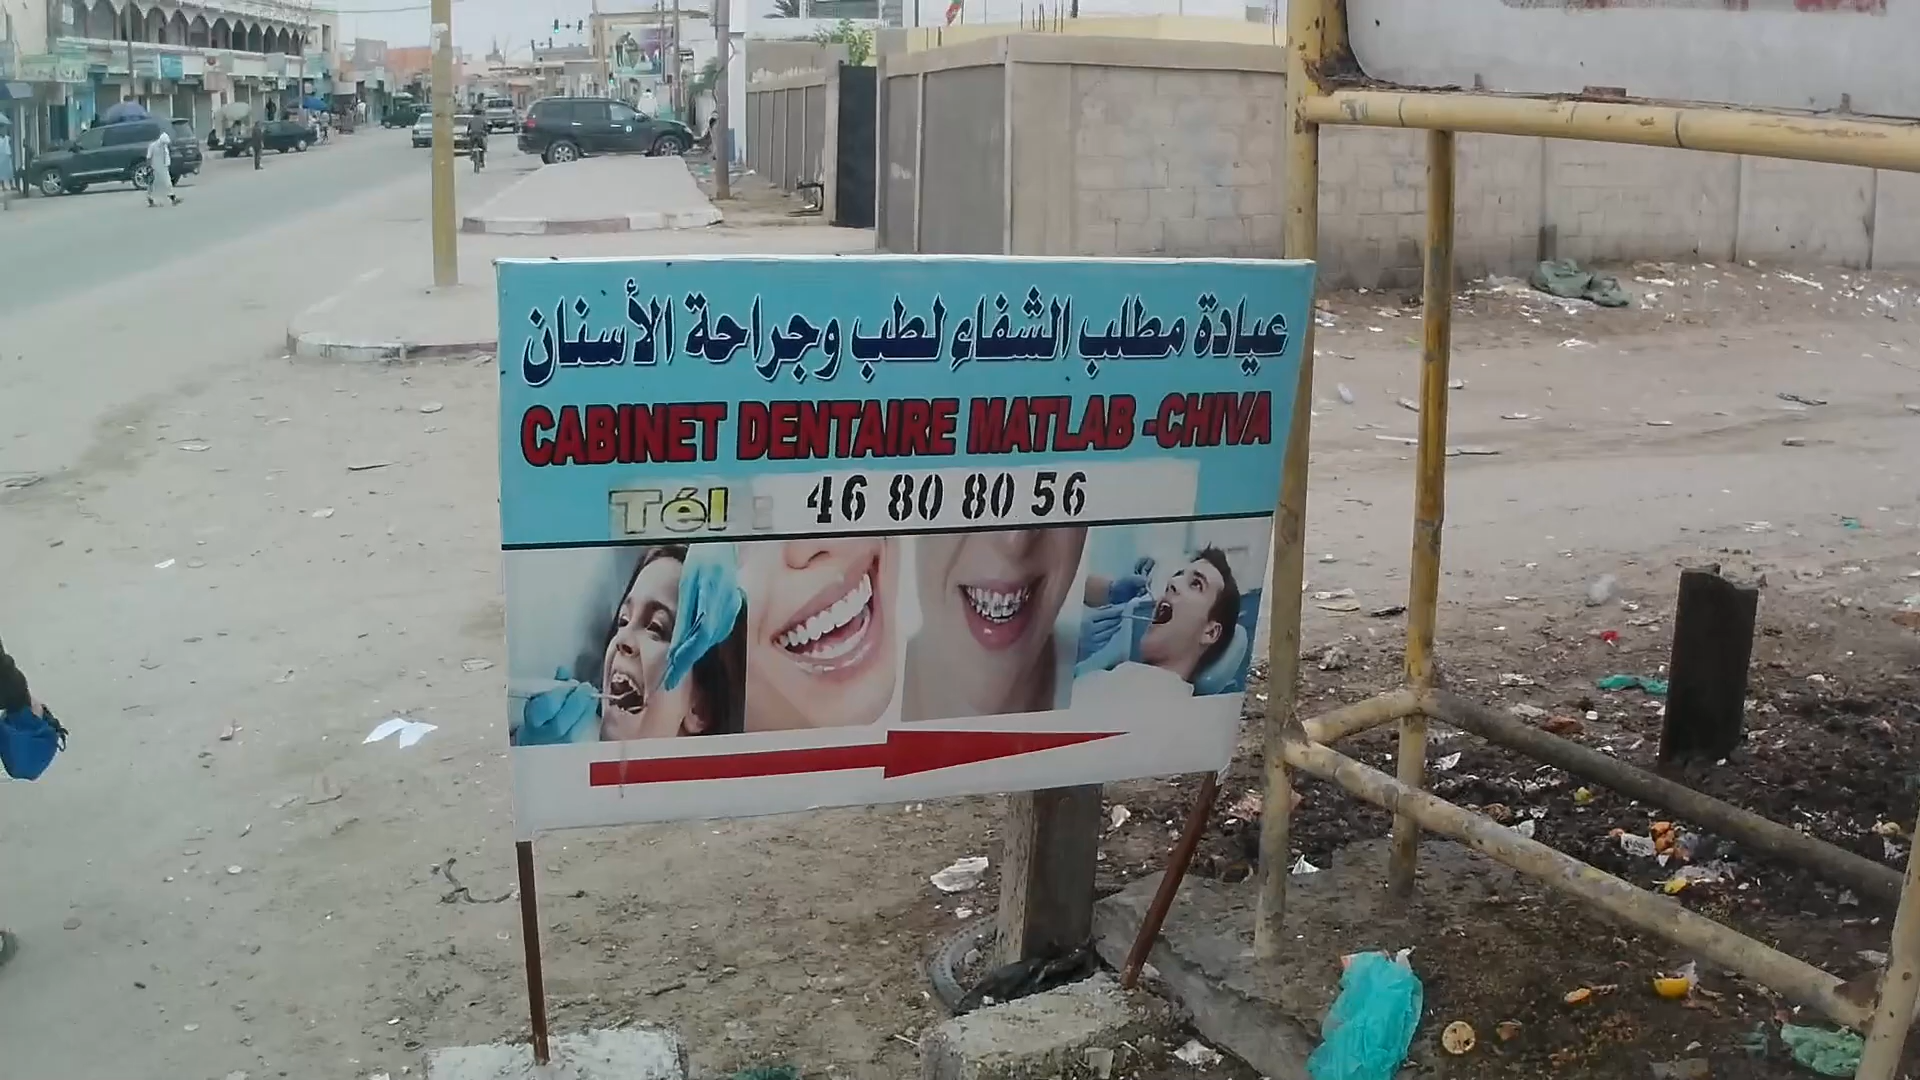 عيادة مطلب الشفاء لطب وجراحة الأسنان
CABINET DENTAIRE MATLAB -CHIVA
Tél : 46 80 80 56